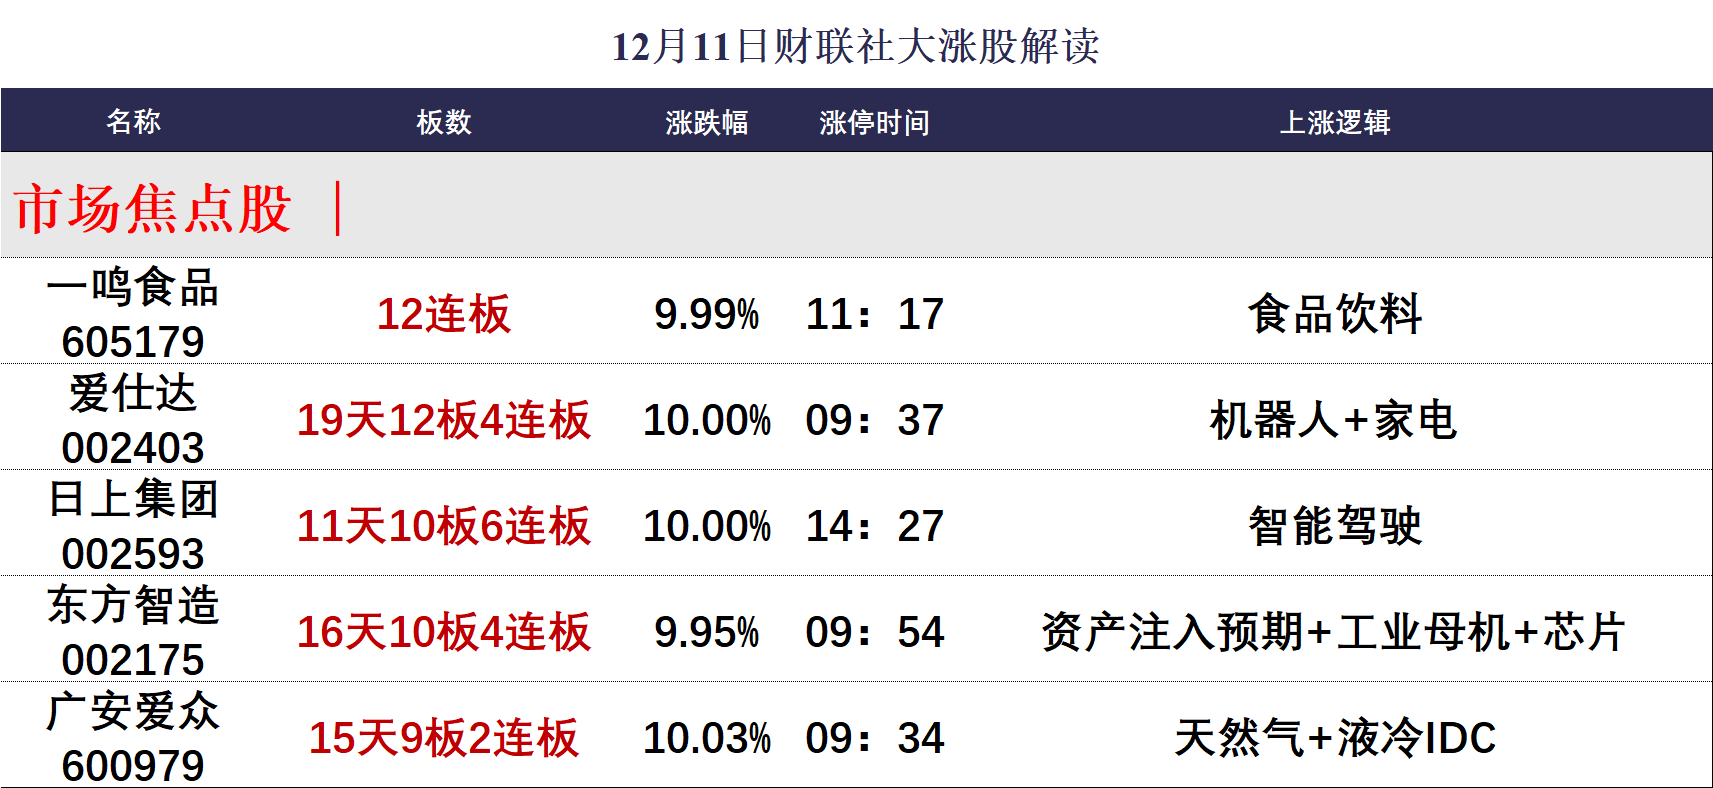 12月11日财联社大涨股解读
名称 板数 涨跌幅 涨停时间 上涨逻辑
市场焦点股 ｜
一鸣食品
605179 12连板 9.99% 11：17 食品饮料
爱仕达
002403 19天12板4连板 10.00% 09：37 机器人+家电
日上集团
002593 11天10板6连板 10.00% 14：27 智能驾驶
东方智造
002175 16天10板4连板 9.95% 09：54 资产注入预期+工业母机+芯片
广安爱众
600979 15天9板2连板 10.03% 09：34 天然气+液冷IDC